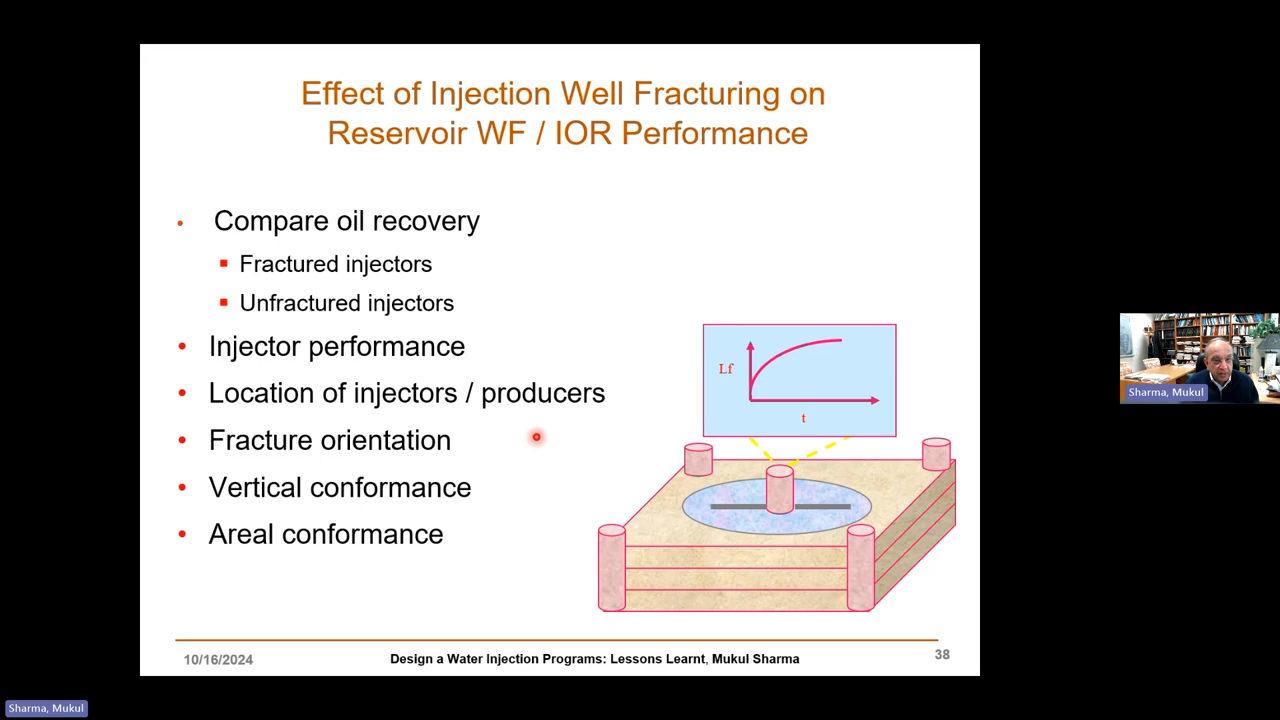 Effect of Injection Well Fracturing on
Reservoir WF / IOR Performance
• Compare oil recovery
▪ Fractured injectors
▪ Unfractured injectors
• Injector performance
• Location of injectors / producers
• Fracture orientation
• Vertical conformance
• Areal conformance
Lf
t
10/16/2024
Design a Water Injection Programs: Lessons Learnt, Mukul Sharma
38
Sharma, Mukul
Sharma, Mukul